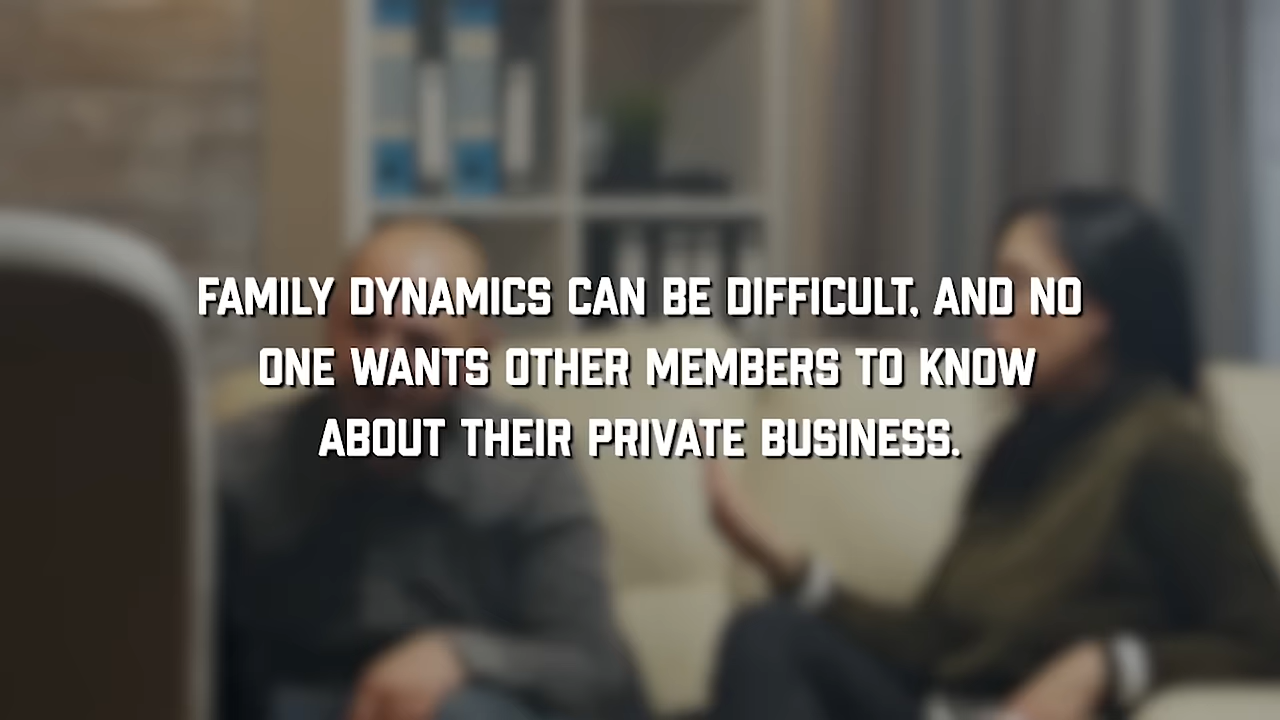 FAMILY DYNAMICS CAN BE DIFFICULT, AND NO
ONE WANTS OTHER MEMBERS TO KNOW
ABOUT THEIR PRIVATE BUSINESS.